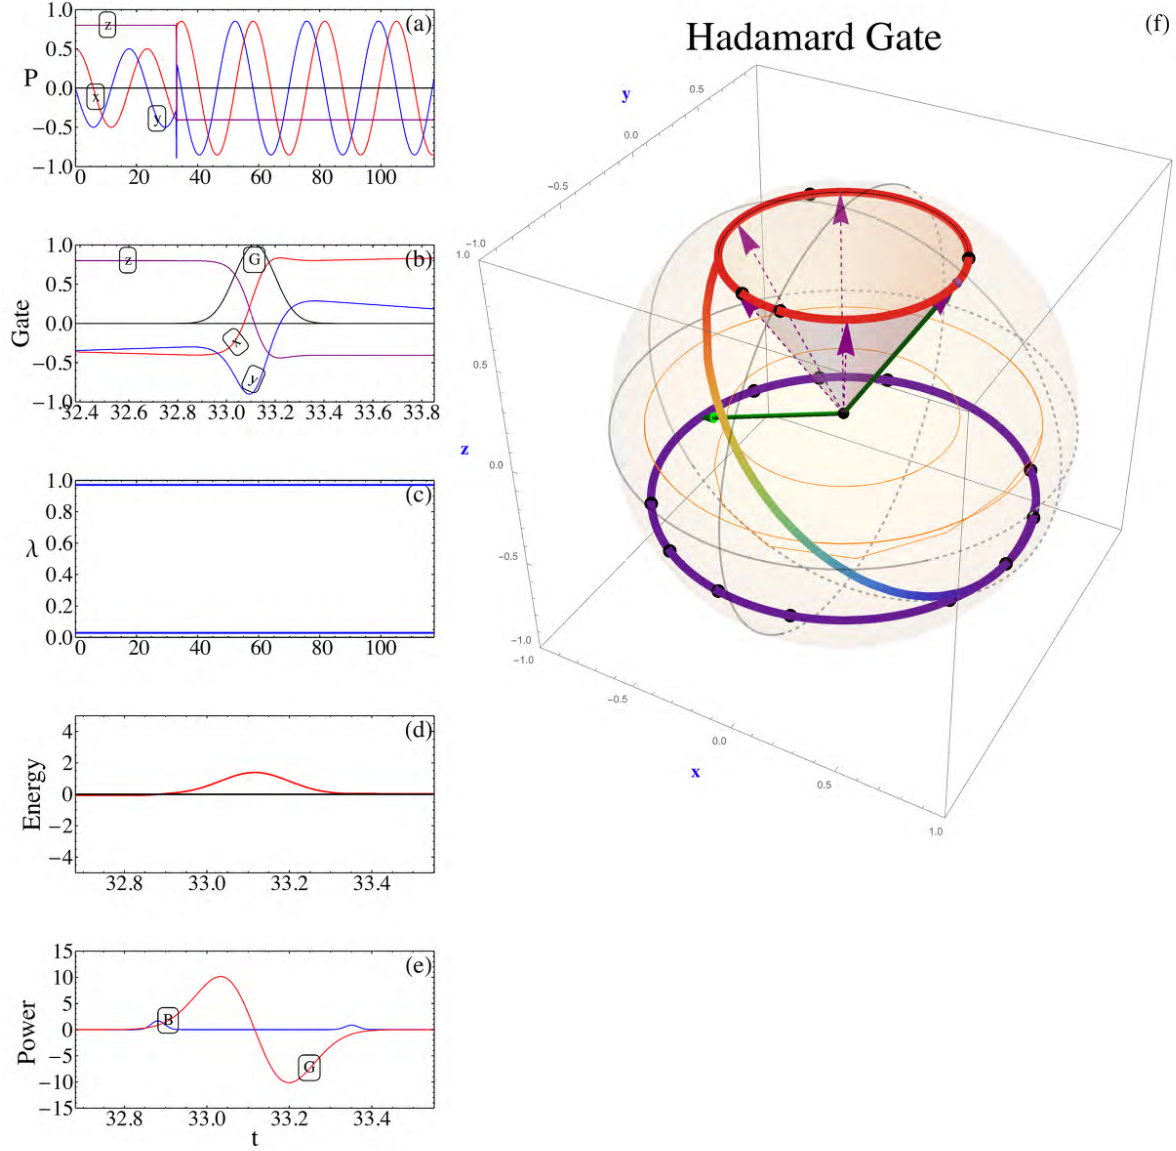 (a)
1.0
0.5
0.0
−0.5
−1.0
P
z
x
y
0 20 40 60 80 100
(b)
1.0
0.5
0.0
−0.5
−1.0
Gate
z
G
x
y
32.4 32.6 32.8 33.0 33.2 33.4 33.6 33.8
(c)
1.0
0.8
0.6
0.4
0.2
0.0
λ
0 20 40 60 80 100
(d)
4
2
0
−2
−4
Energy
32.8 33.0 33.2 33.4
(e)
15
10
5
0
−5
−10
−15
Power
B
G
32.8 33.0 33.2 33.4
t
(f)
Hadamard Gate
y
0.5
0.0
−0.5
−1.0
1.0
0.5
z
0.0
−0.5
−1.0
−1.0
−0.5
0.0
x
0.5
1.0